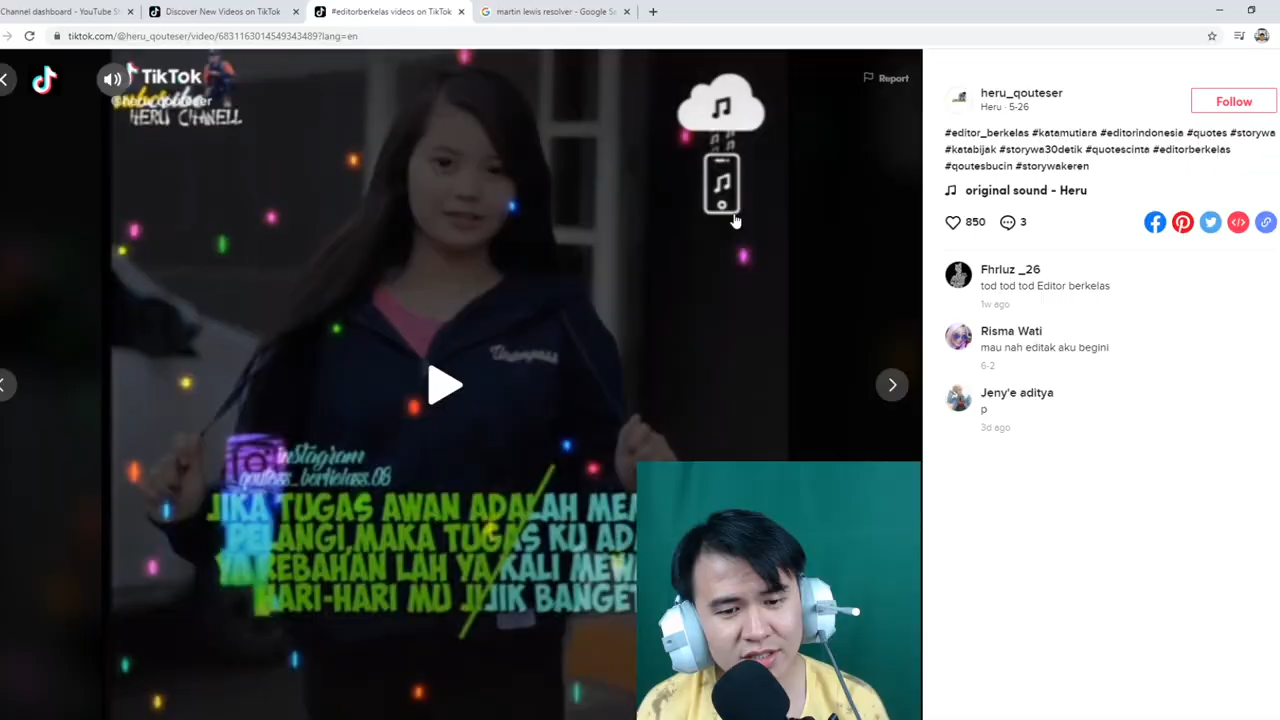 Channel dashboard - YouTube St
Discover New Videos on TikTok
#editorberkelas videos on TikTok
martin lewis resolver - Google Se
tiktok.com/@heru_qouteser/video/6831163014549343489?lang=en
TikTok
@heru_qouteser
HERU CHANELL
Report
instagram
qoutess_berkelass.08
JIKA TUGAS AWAN ADALAH
PELANGI,MAKA TUGAS KU
YA REBAHAN LAH YA KALI
HARI-HARI MU JIJIK BANGET
heru_qouteser
Heru · 5-26
Follow
#editor_berkelas #katamutiara #editorindonesia #quotes #storywa
#katabijak #storywa30detik #quotescinta #editorberkelas
#qoutesbucin #storywakeren
original sound - Heru
850
3
Fhrluz _26
tod tod tod Editor berkelas
1w ago
Risma Wati
mau nah editak aku begini
6-2
Jeny'e aditya
p
3d ago